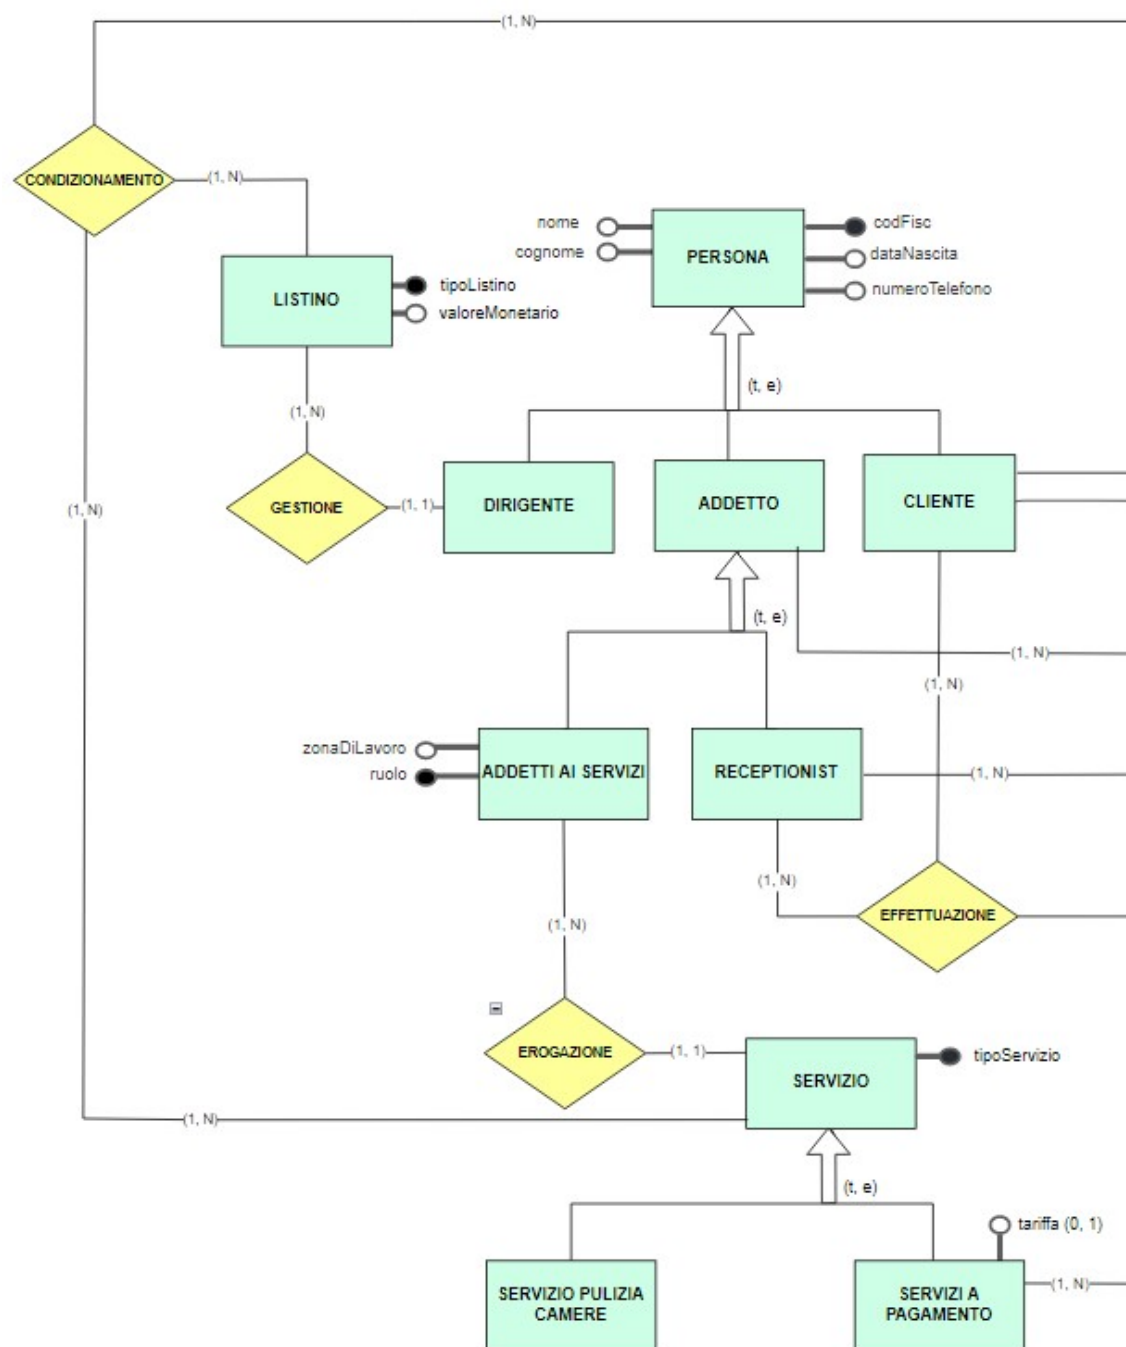 (1, N)
CONDIZIONAMENTO
(1, N)
nome
cognome
PERSONA
codFisc
dataNascita
numeroTelefono
LISTINO
tipoListino
valoreMonetario
(t, e)
(1, N)
(1, N)
GESTIONE
(1, 1)
DIRIGENTE
ADDETTO
CLIENTE
(t, e)
(1, N)
(1, N)
zonaDiLavoro
ruolo
ADDETTI AI SERVIZI
RECEPTIONIST
(1, N)
(1, N)
(1, N)
EFFETTUAZIONE
EROGAZIONE
(1, 1)
SERVIZIO
tipoServizio
(1, N)
(t, e)
tariffa (0, 1)
SERVIZIO PULIZIA
CAMERE
SERVIZI A
PAGAMENTO
(1, N)